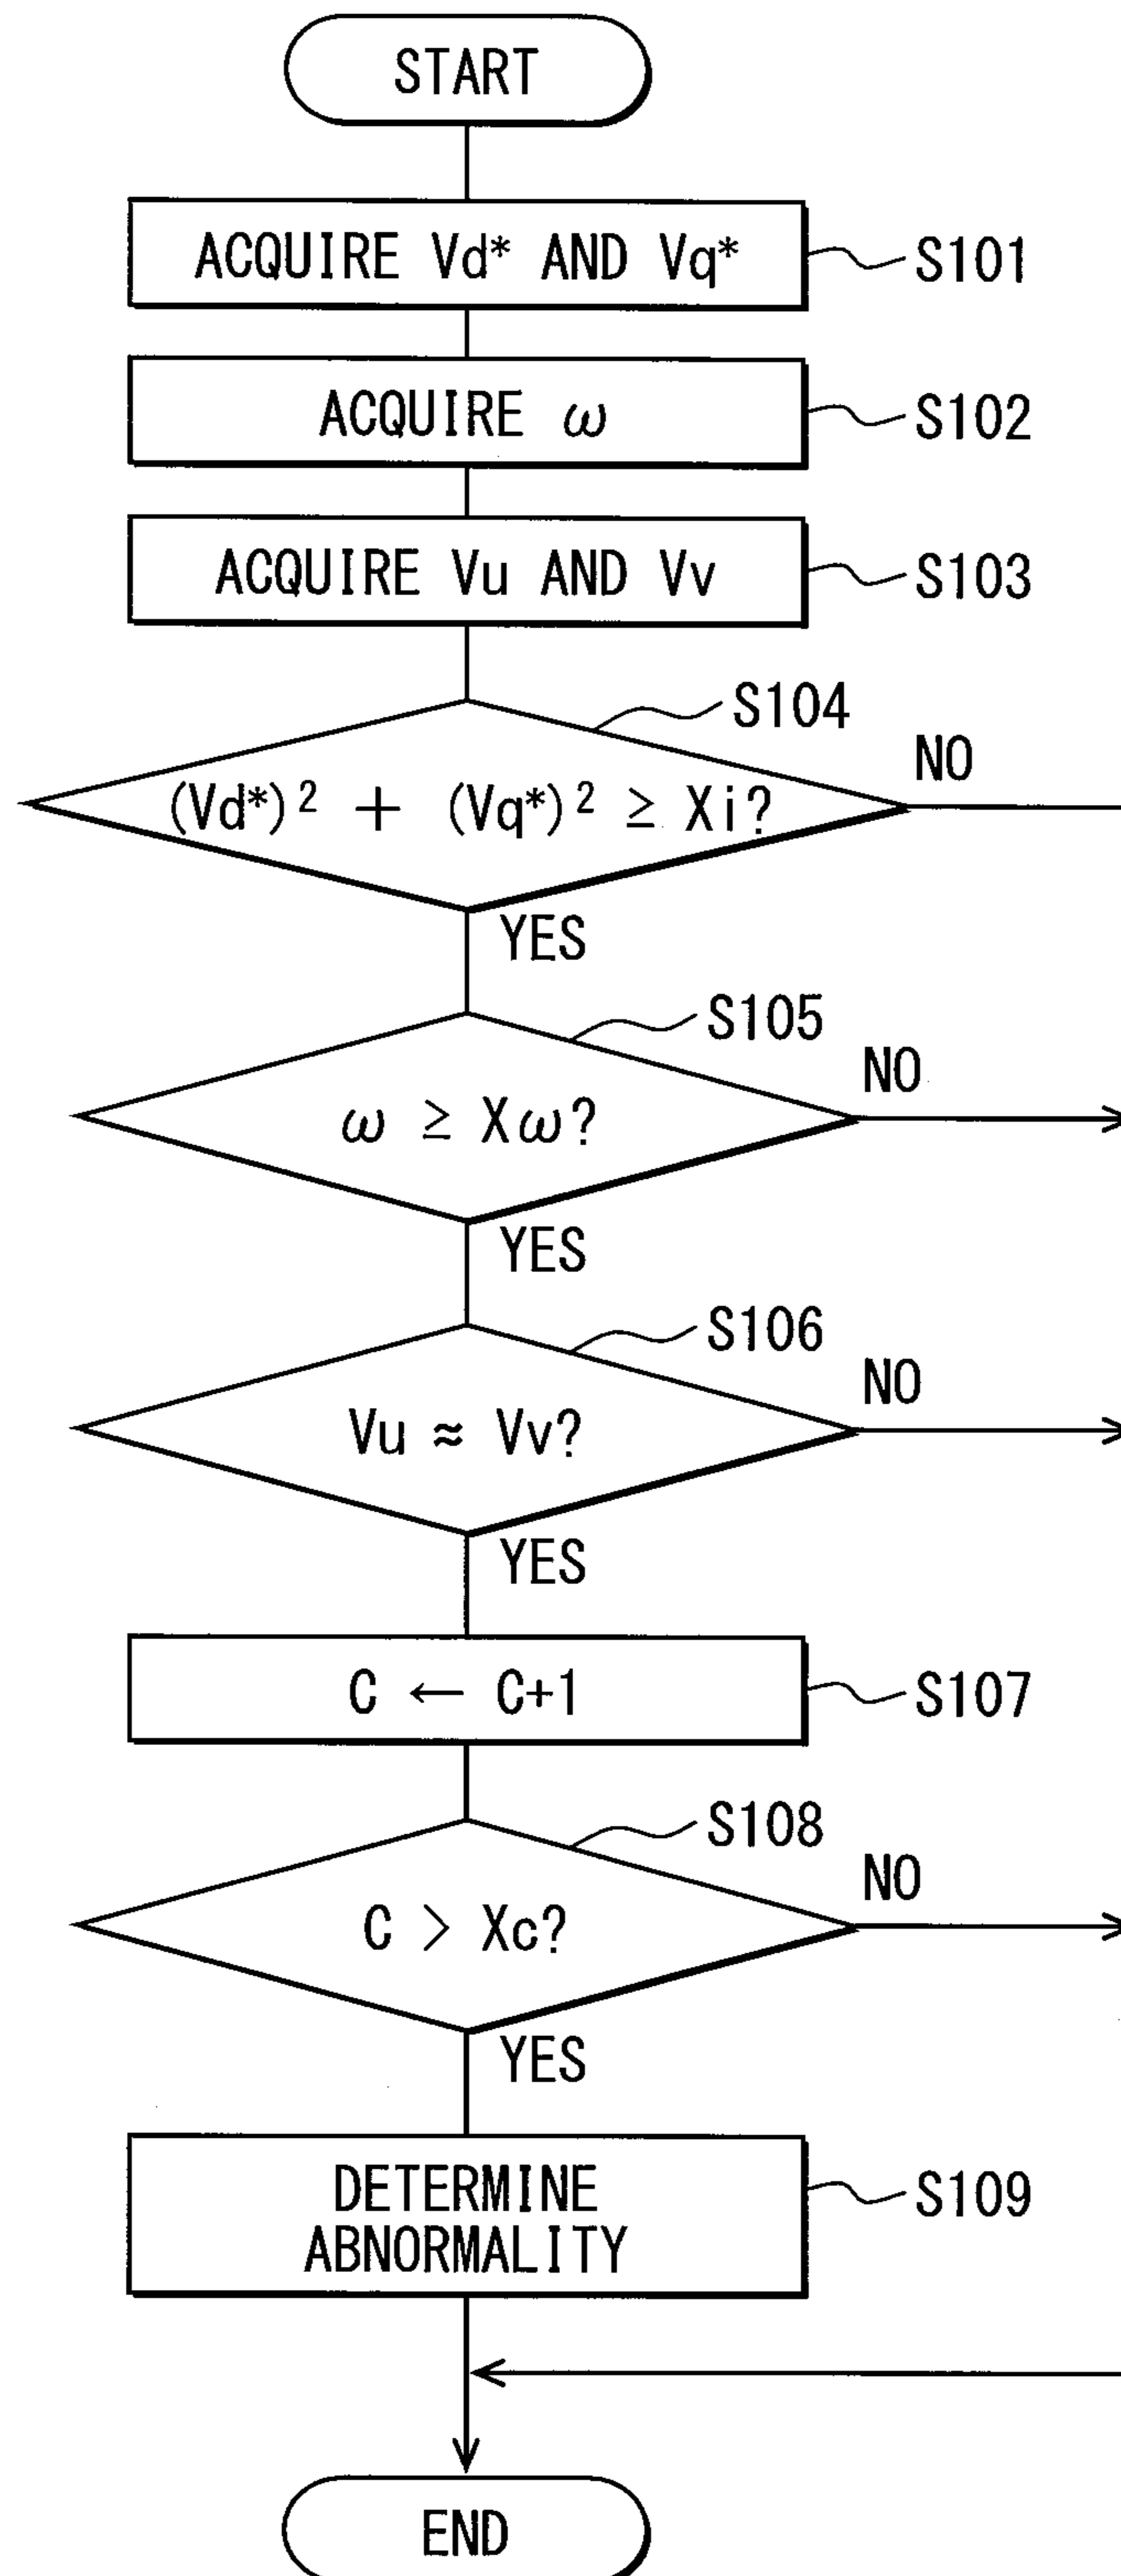 START
ACQUIRE Vd* AND Vq*
S101
ACQUIRE ω
S102
ACQUIRE Vu AND Vv
S103
S104
(Vd*)² + (Vq*)² ≥ Xi?
NO
YES
S105
ω ≥ Xω?
NO
YES
S106
Vu ≈ Vv?
NO
YES
C ← C+1
S107
S108
C > Xc?
NO
YES
DETERMINE
ABNORMALITY
S109
END